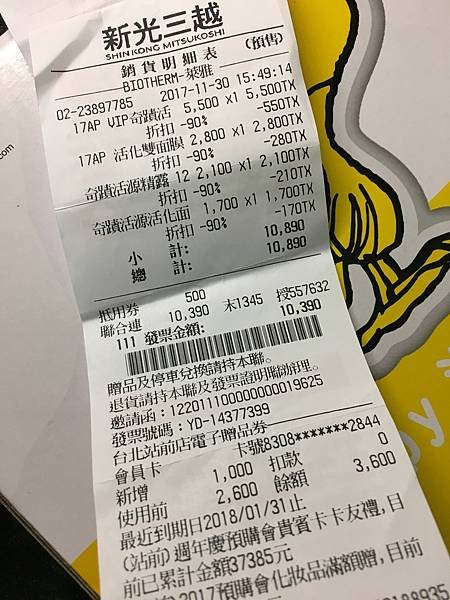 新光三越
SHIN KONG MITSUKOSHI
銷貨明細表 (預售)
BIOTHERM-萊雅
02-23897785 2017-11-30 15:49:14
17AP VIP奇蹟活 5,500 x1 5,500TX
折扣 -90% -550TX
17AP 活化雙面膜 2,800 x1 2,800TX
折扣 -90% -280TX
奇蹟活源精露 12 2,100 x1 2,100TX
折扣 -90% -210TX
奇蹟活源活化面 1,700 x1 1,700TX
折扣 -90% -170TX
小 計: 10,890
總 計: 10,890
抵用券 500
聯合連 10,390 末1345 授557632
111 發票金額: 10,390
贈品及停車兌換請持本聯。
退貨請持本聯及發票證明聯辦理。
邀請函：12201110000000000019625
發票號碼：YD-14377399
台北站前店電子贈品券
會員卡 卡號8308*******2844
新增 1,000 扣款 0
使用前 2,600 餘額 3,600
最近到期日2018/01/31止
(站前)週年慶預購會貴賓卡卡友禮,目
前已累計金額37385元
2017預購會化妝品滿額贈,目前
com